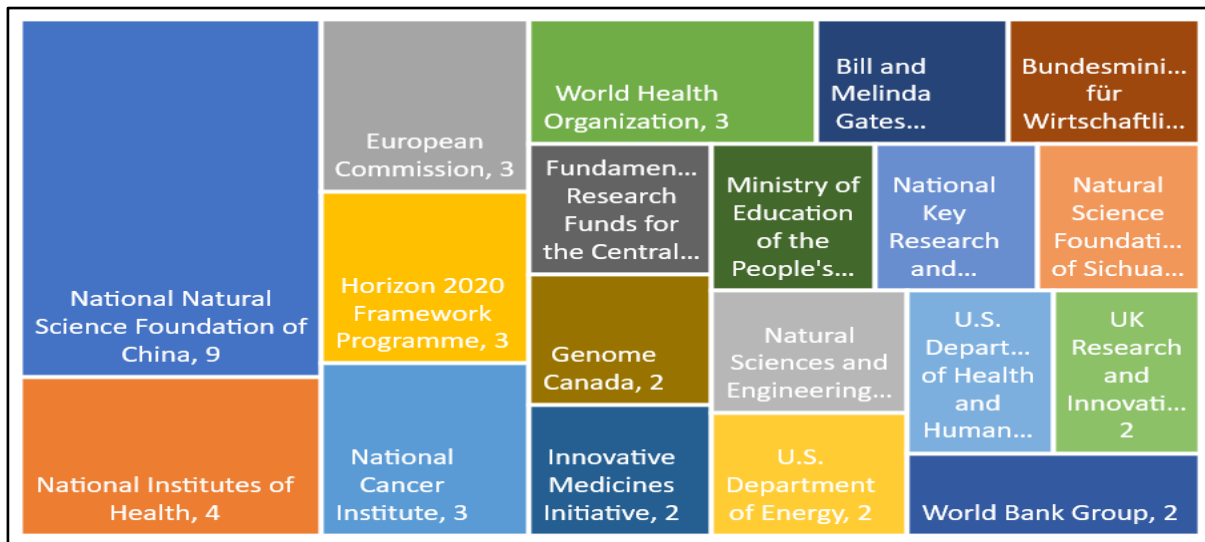 National Natural
Science Foundation of
China, 9
National Institutes of
Health, 4
European
Commission, 3
Horizon 2020
Framework
Programme, 3
National
Cancer
Institute, 3
World Health
Organization, 3
Bill and
Melinda
Gates...
Bundesmini...
für
Wirtschaftli...
Fundamen...
Research
Funds for
the Central...
Ministry of
Education
of the
People's...
National
Key
Research
and...
Natural
Science
Foundati...
of Sichua...
Genome
Canada, 2
Innovative
Medicines
Initiative, 2
Natural
Sciences and
Engineering...
U.S.
Department
of Energy, 2
U.S.
Depart...
of Health
and
Human...
UK
Research
and
Innovati...
2
World Bank Group, 2